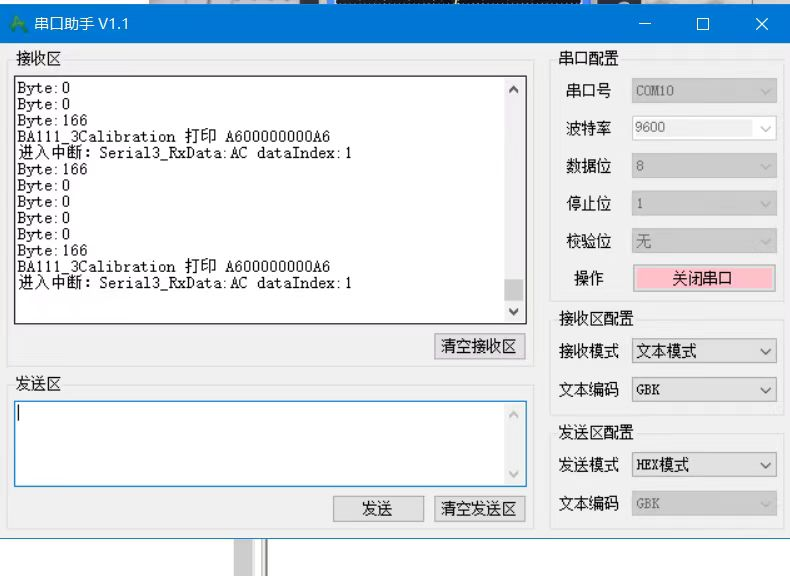 串口助手 V1.1
接收区
Byte:0
Byte:0
Byte:166
BA111_3Calibration 打印 A600000000A6
进入中断: Serial3_RxData:AC dataIndex:1
Byte:166
Byte:0
Byte:0
Byte:0
Byte:0
Byte:166
BA111_3Calibration 打印 A600000000A6
进入中断: Serial3_RxData:AC dataIndex:1
清空接收区
发送区
发送
清空发送区
串口配置
串口号 COM10
波特率 9600
数据位 8
停止位 1
校验位 无
操作 关闭串口
接收区配置
接收模式 文本模式
文本编码 GBK
发送区配置
发送模式 HEX模式
文本编码 GBK